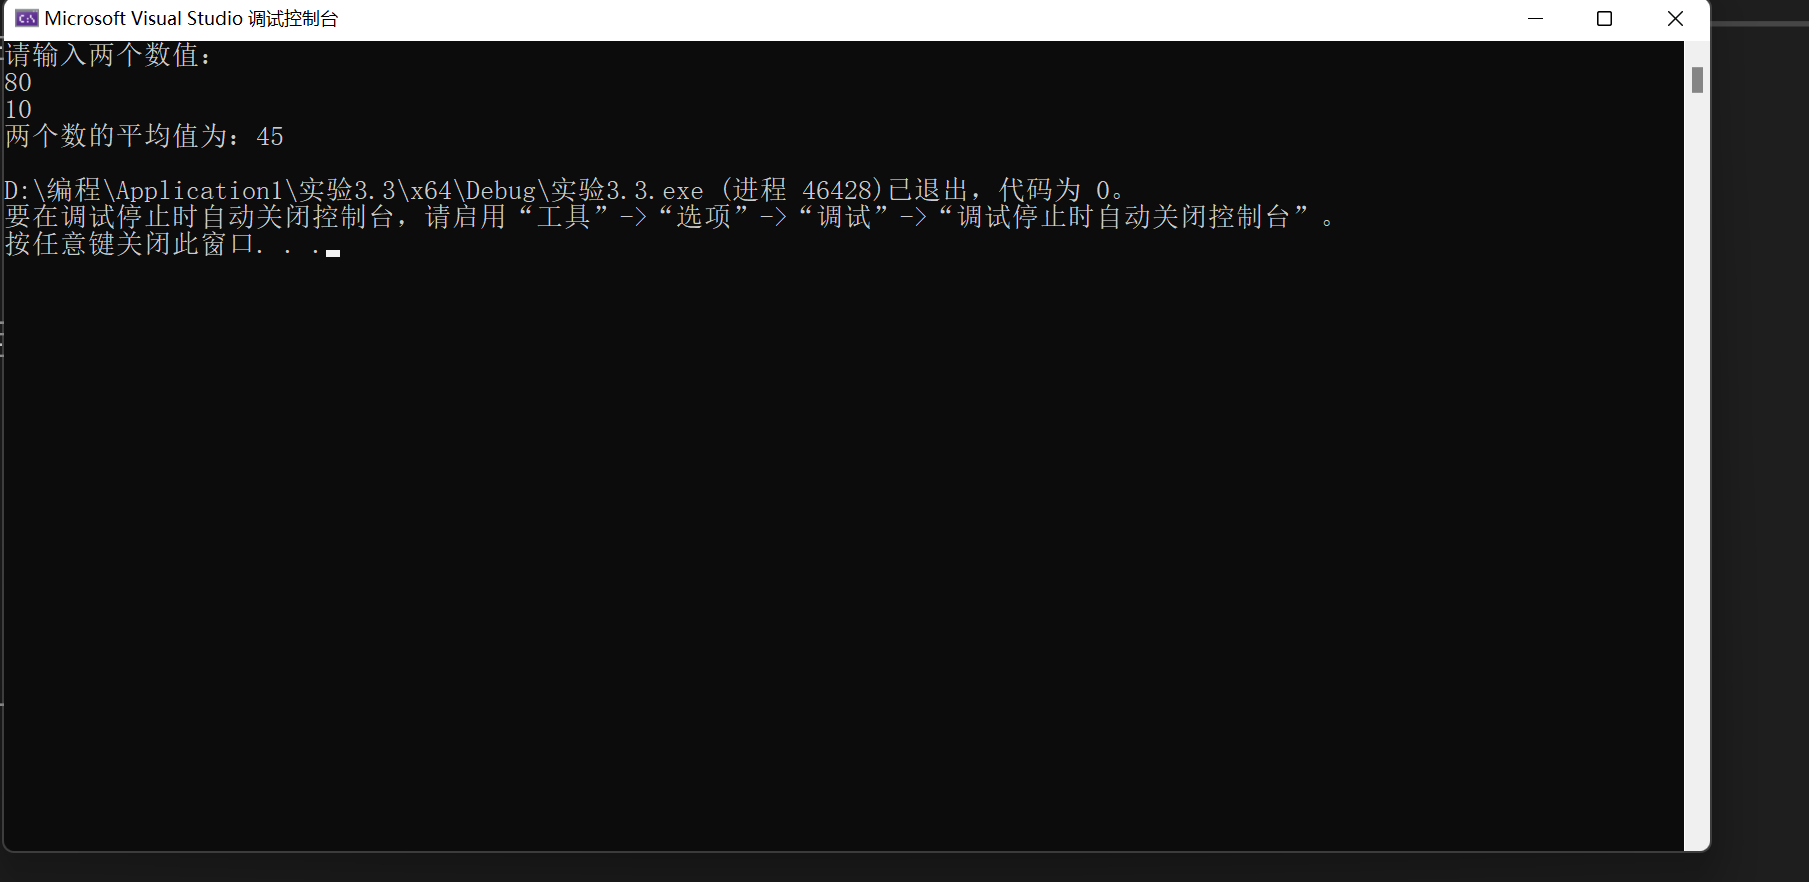 Microsoft Visual Studio 调试控制台
请输入两个数值：
80
10
两个数的平均值为：45
D:\编程\Application1\实验3.3\x64\Debug\实验3.3.exe (进程 46428)已退出，代码为 0。
要在调试停止时自动关闭控制台，请启用“工具”->“选项”->“调试”->“调试停止时自动关闭控制台”。
按任意键关闭此窗口. . .